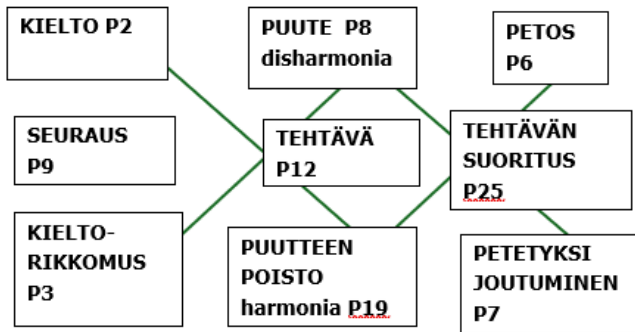 KIELTO P2
PUUTE P8
disharmonia
PETOS
P6
SEURAUS
P9
TEHTÄVÄ
P12
TEHTÄVÄN
SUORITUS
P25
KIELTO-
RIKKOMUS
P3
PUUTTEEN
POISTO
harmonia P19
PETETYKSI
JOUTUMINEN
P7